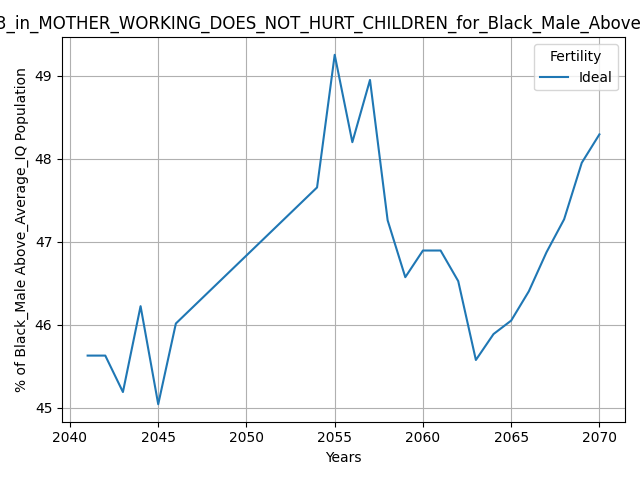 3_in_MOTHER_WORKING_DOES_NOT_HURT_CHILDREN_for_Black_Male_Above
Fertility
Ideal
% of Black_Male Above_Average_IQ Population
49
48
47
46
45
2040 2045 2050 2055 2060 2065 2070
Years